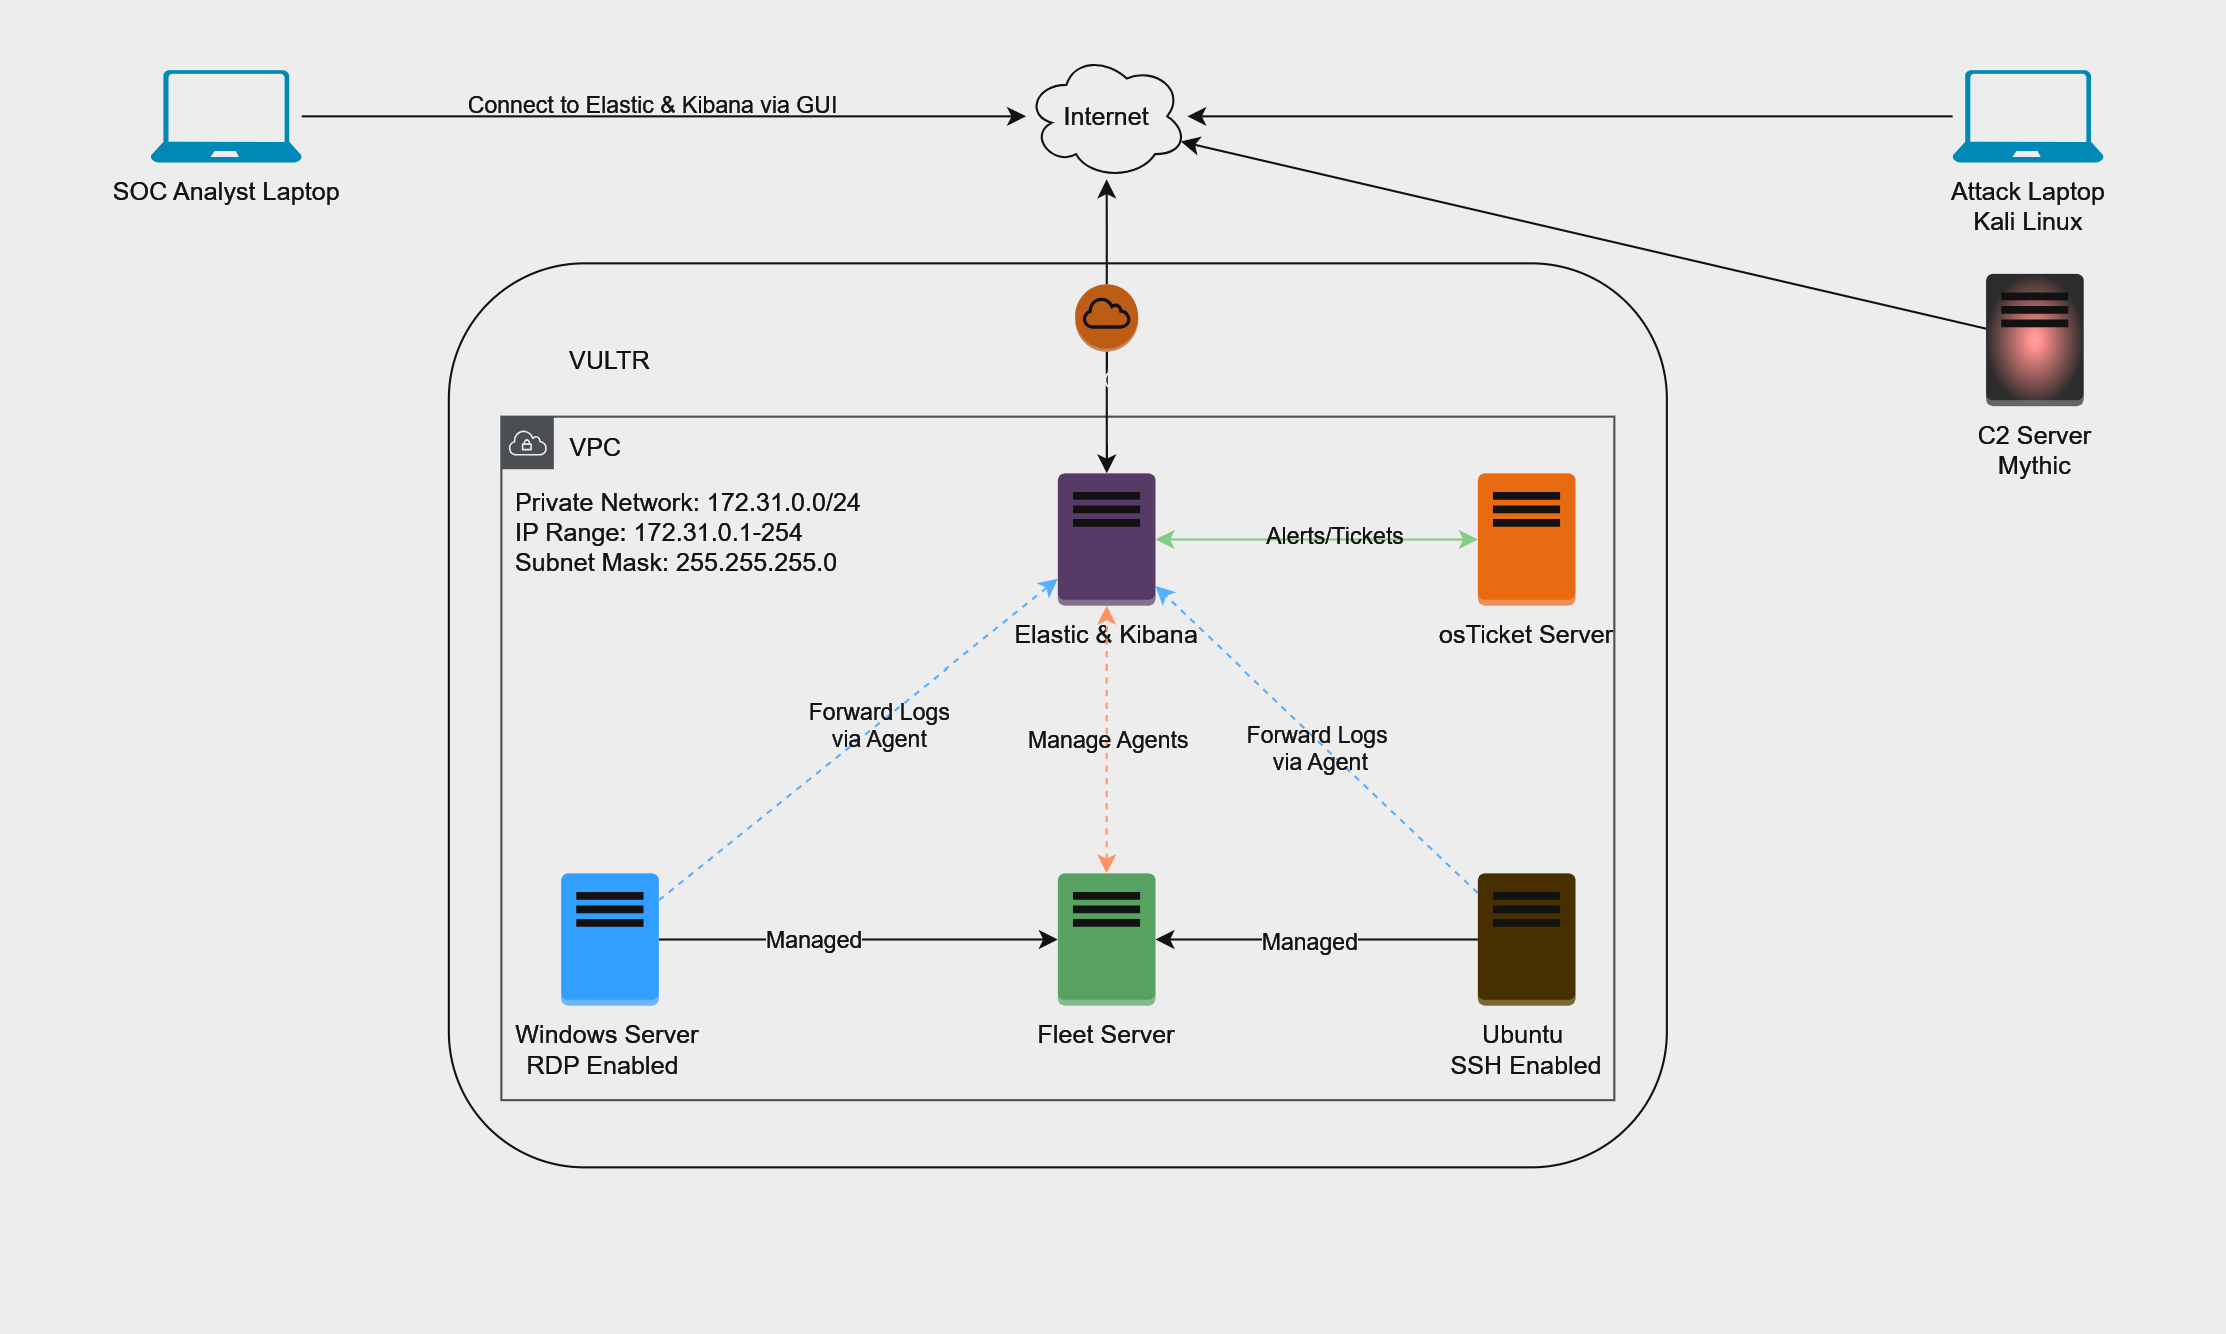 Connect to Elastic & Kibana via GUI
Internet
SOC Analyst Laptop
Attack Laptop
Kali Linux
C2 Server
Mythic
VULTR
VPC
Private Network: 172.31.0.0/24
IP Range: 172.31.0.1-254
Subnet Mask: 255.255.255.0
Alerts/Tickets
Elastic & Kibana
osTicket Server
Forward Logs
via Agent
Manage Agents
Forward Logs
via Agent
Managed
Managed
Windows Server
RDP Enabled
Fleet Server
Ubuntu
SSH Enabled